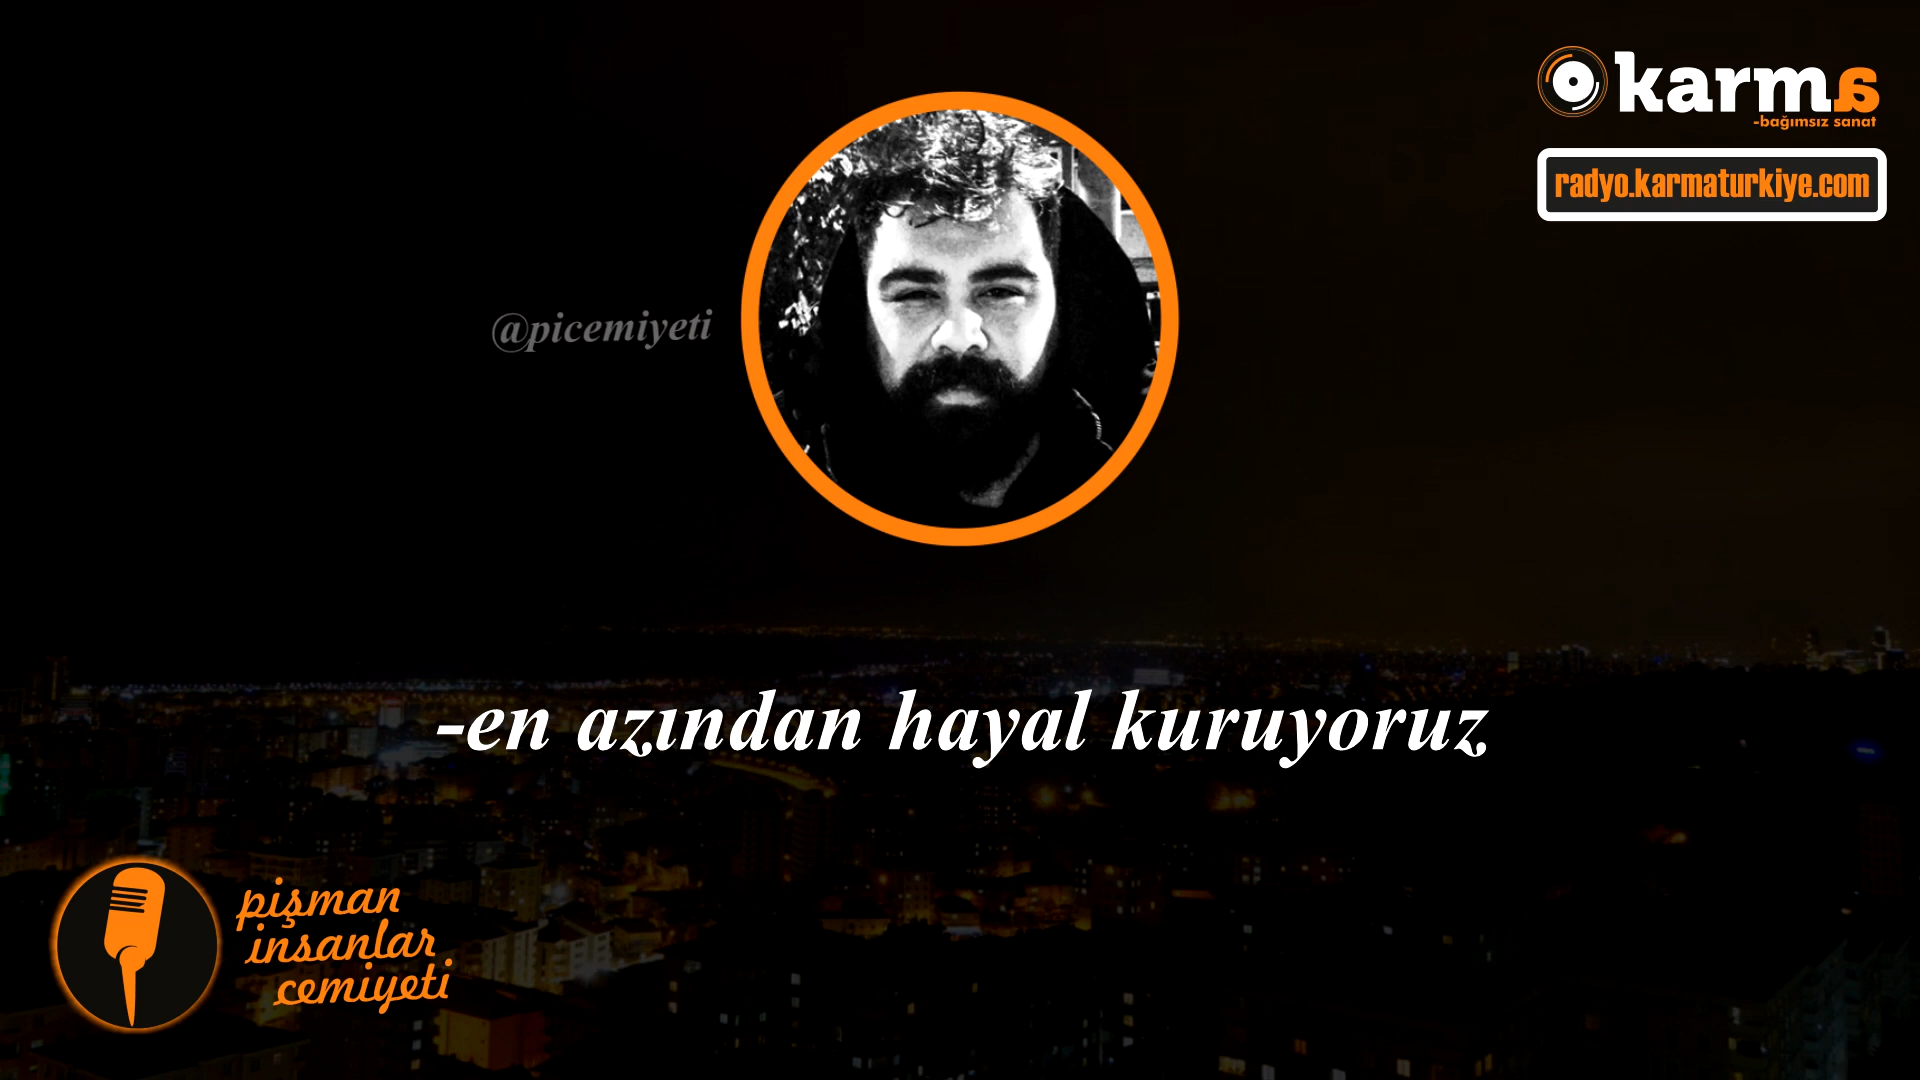 karma
-bağımsız sanat
radyo.karmaturkiye.com
@picemiyeti
-en azından hayal kuruyoruz
pişman
insanlar
cemiyeti